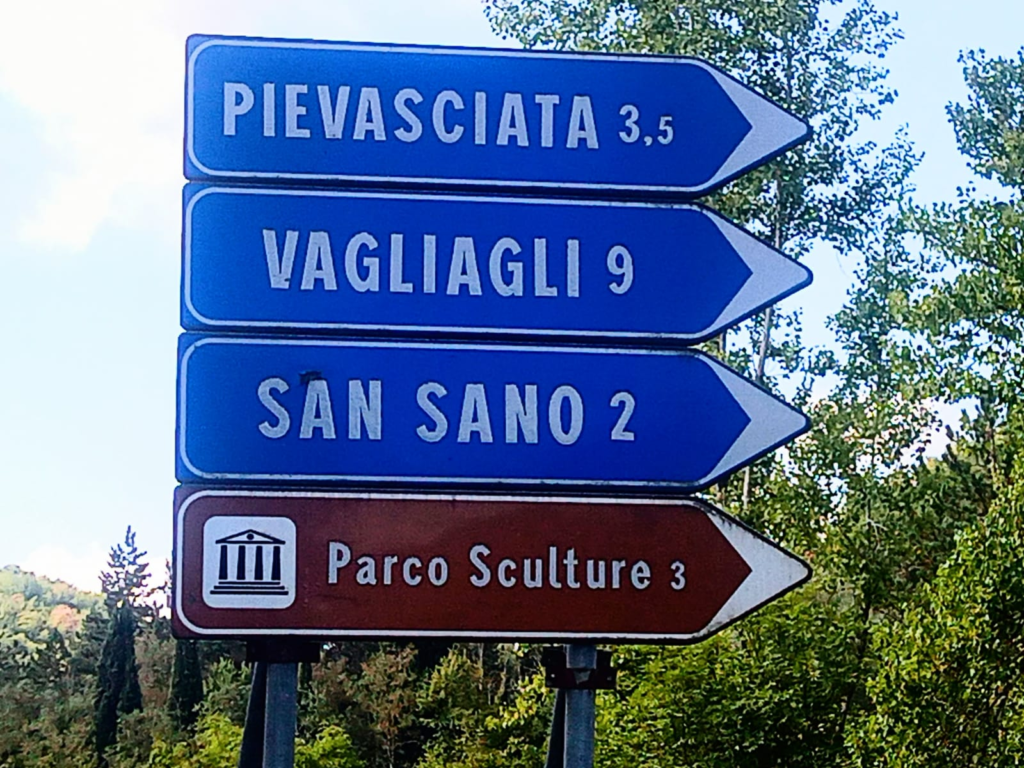 PIEVASCIATA 3,5
VAGLIAGLI 9
SAN SANO 2
Parco Sculture 3